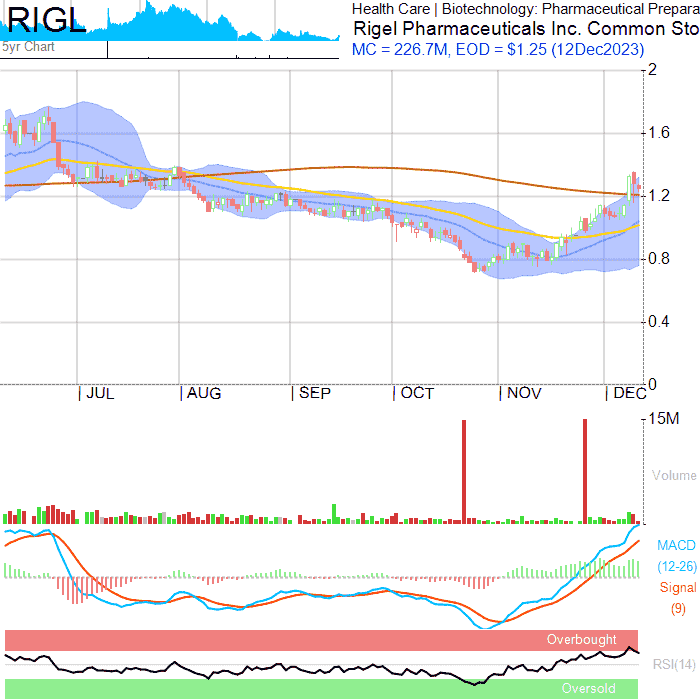 RIGL
5yr Chart
Health Care | Biotechnology: Pharmaceutical Prepara
Rigel Pharmaceuticals Inc. Common Sto
MC = 226.7M, EOD = $1.25 (12Dec2023)
2
1.6
1.2
0.8
0.4
0
| JUL | AUG | SEP | OCT | NOV | DEC
15M
Volume
MACD
(12-26)
Signal
(9)
Overbought
RSI(14)
Oversold